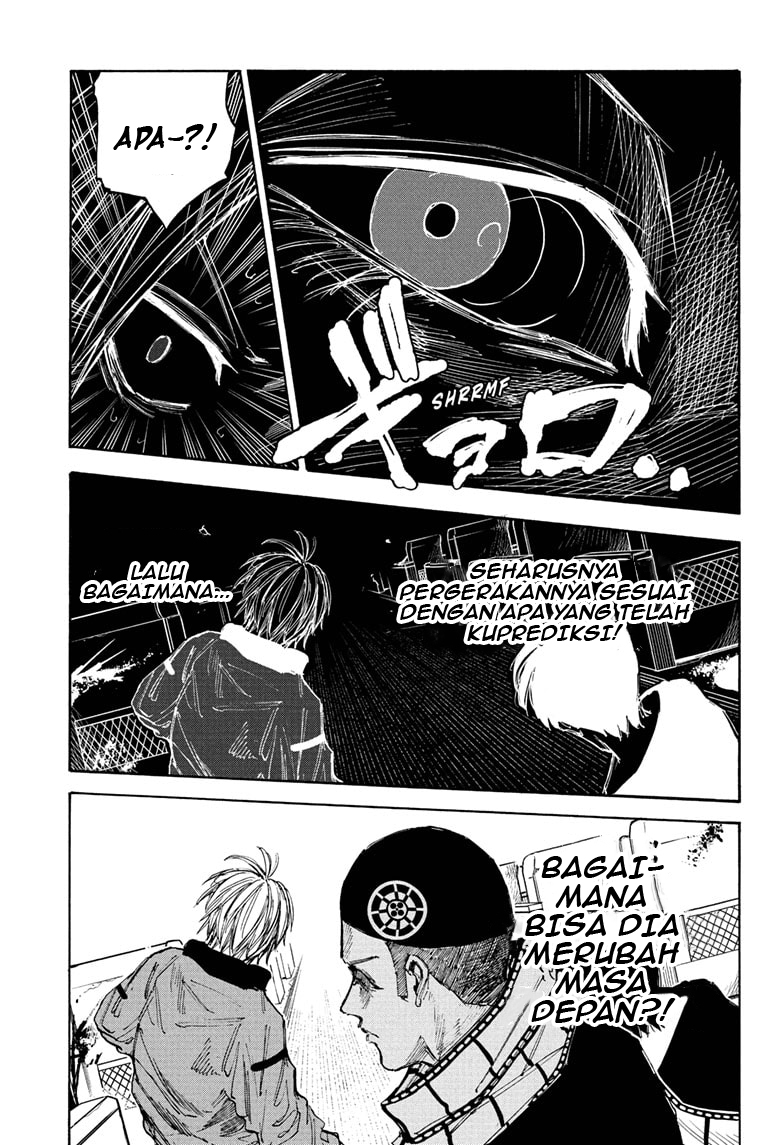 ギョロ..
SHRRMF
APA-?!
SEHARUSNYA
PERGERAKANNYA SESUAI
DENGAN APA YANG TELAH
KUPREDIKSI!
LALU
BAGAIMANA...
BAGAI-
MANA
BISA DIA
MERUBAH
MASA
DEPAN?!